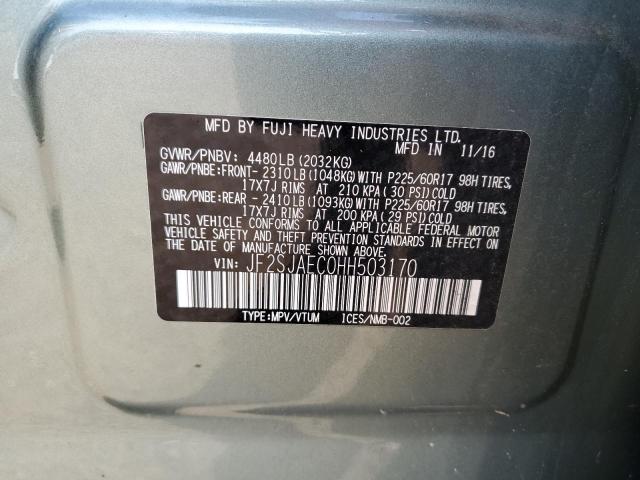 MFD BY FUJI HEAVY INDUSTRIES LTD.
MFD IN 11/16
GVWR/PNBV: 4480LB(2032KG)
GAWR/PNBE:FRONT- 2310LB(1048KG)WITH P225/60R17 98H TIRES,
17X7J RIMS AT 210 KPA(30 PSI)COLD
GAWR/PNBE:REAR - 2410LB(1093KG)WITH P225/60R17 98H TIRES,
17X7J RIMS AT 200 KPA(29 PSI)COLD
THIS VEHICLE CONFORMS TO ALL APPLICABLE FEDERAL MOTOR
VEHICLE SAFETY AND THEFT PREVENTION STANDARDS IN EFFECT
ON THE DATE OF MANUFACTURE SHOWN ABOVE.
VIN: JF2SJAEC0HH503170
TYPE:MPV/VTUM ICES/NMB-002